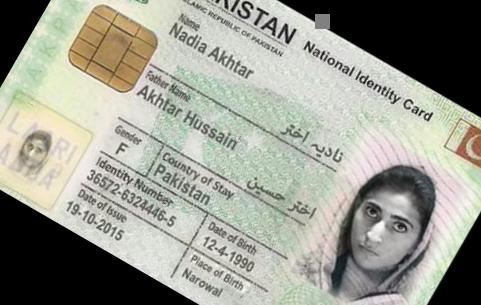 KISTAN
ISLAMIC REPUBLIC OF PAKISTAN
National Identity Card
Name
Nadia Akhtar
نادیہ اختر
Father Name
Akhtar Hussain
اختر حسین
Gender
F
Country of Stay
Pakistan
Identity Number
36572-6324446-5
Date of Birth
12-4-1990
Date of Issue
19-10-2015
Place of Birth
Narowal